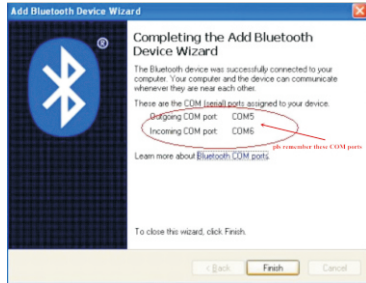 Add Bluetooth Device Wizard
®
Completing the Add Bluetooth
Device Wizard
The Bluetooth device was successfully connected to your
computer. Your computer and the device can communicate
whenever they are near each other.
These are the COM (serial) ports assigned to your device.
Outgoing COM port: COM5
Incoming COM port: COM6
pls remember these COM ports
Learn more about Bluetooth COM ports.
To close this wizard, click Finish.
< Back Finish Cancel